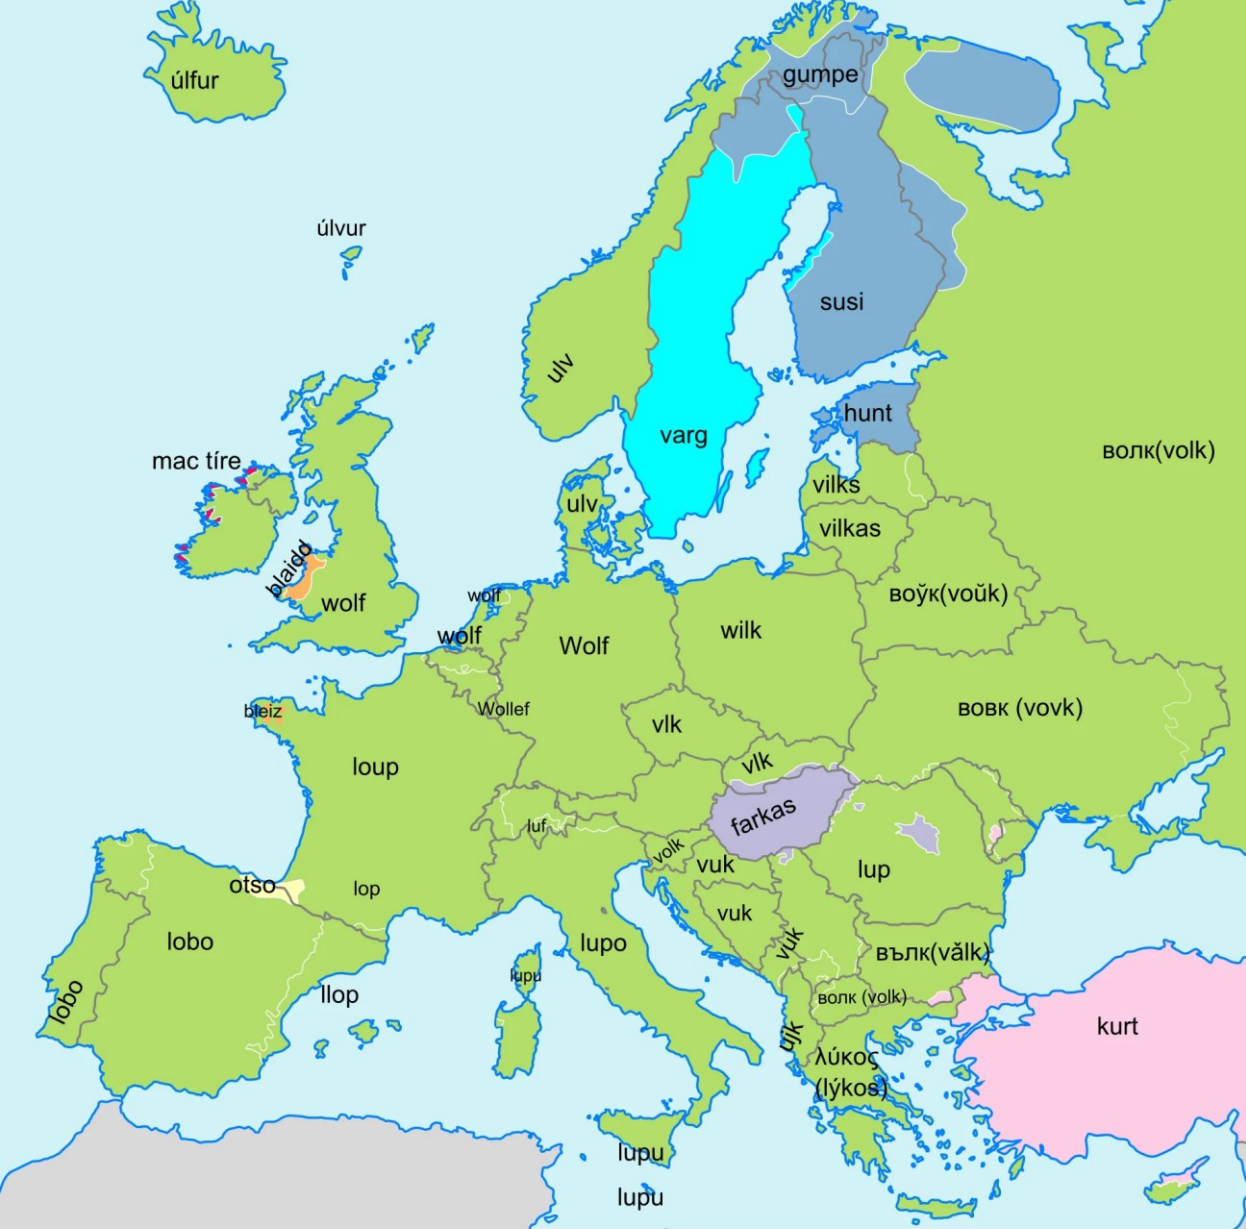 gumpe
úlfur
úlvur
susi
ulv
hunt
varg
волк(volk)
mac tíre
vilks
ulv
vilkas
blaidd
воўк(voŭk)
wolf
wolf
wolf
wilk
Wolf
Wollef
вовк (vovk)
bleiz
vlk
vlk
loup
farkas
luf
volk
vuk
lup
otso
lop
vuk
lobo
lupo
vuk
вълк(vǎlk)
lupu
llop
lobo
волк (volk)
kurt
ujk
λύκος
(lýkos)
lupu
lupu